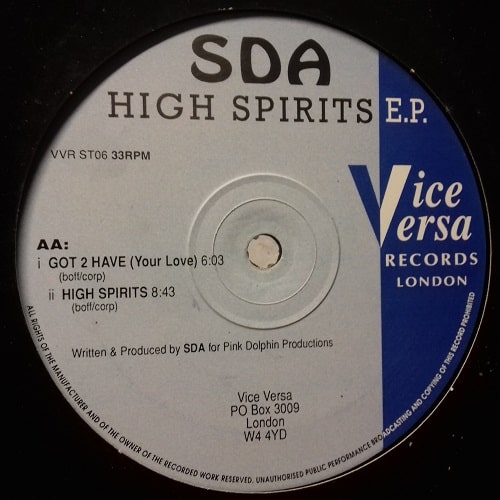 SDA
HIGH SPIRITS E.P.
VVR ST06 33RPM
Vice
Versa
RECORDS
LONDON
AA:
i GOT 2 HAVE (Your Love) 6:03
(boff/corp)
ii HIGH SPIRITS 8:43
(boff/corp)
Written & Produced by SDA for Pink Dolphin Productions
Vice Versa
PO Box 3009
London
W4 4YD
ALL RIGHTS OF THE MANUFACTURER AND OF THE OWNER OF THE RECORDED WORK RESERVED. UNAUTHORISED PUBLIC PERFORMANCE BROADCASTING AND COPYING OF THIS RECORD PROHIBITED